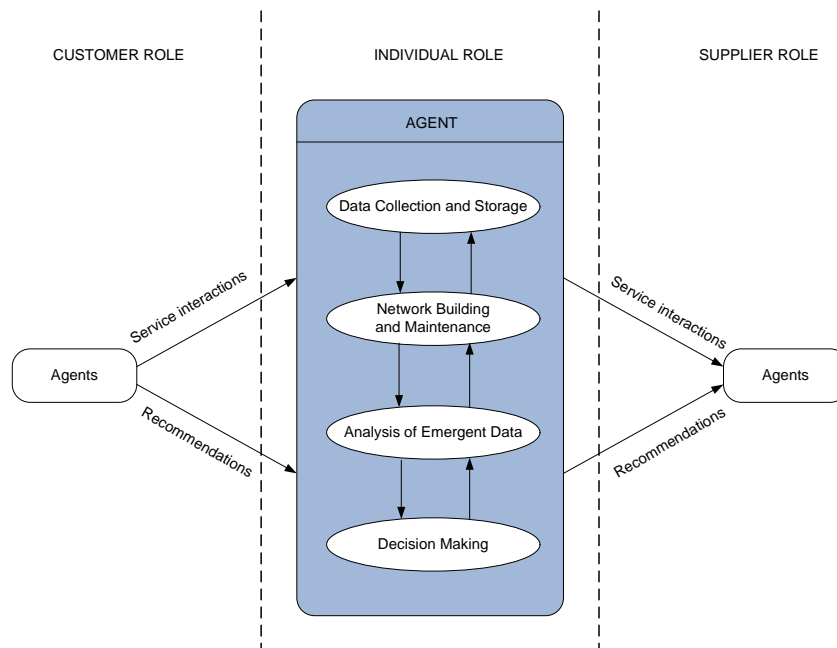 CUSTOMER ROLE
INDIVIDUAL ROLE
SUPPLIER ROLE
AGENT
Data Collection and Storage
Network Building
and Maintenance
Analysis of Emergent Data
Decision Making
Agents
Service interactions
Recommendations
Service interactions
Recommendations
Agents